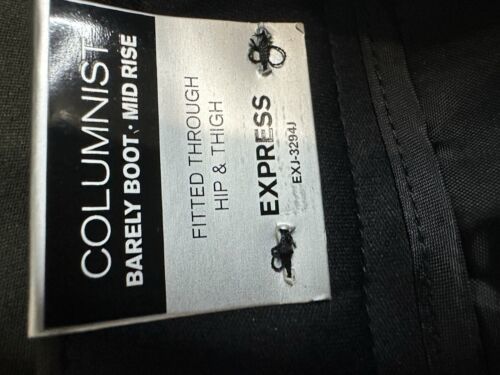 COLUMNIST
BARELY BOOT • MID RISE
FITTED THROUGH
HIP & THIGH
EXPRESS
EXJ-3294J